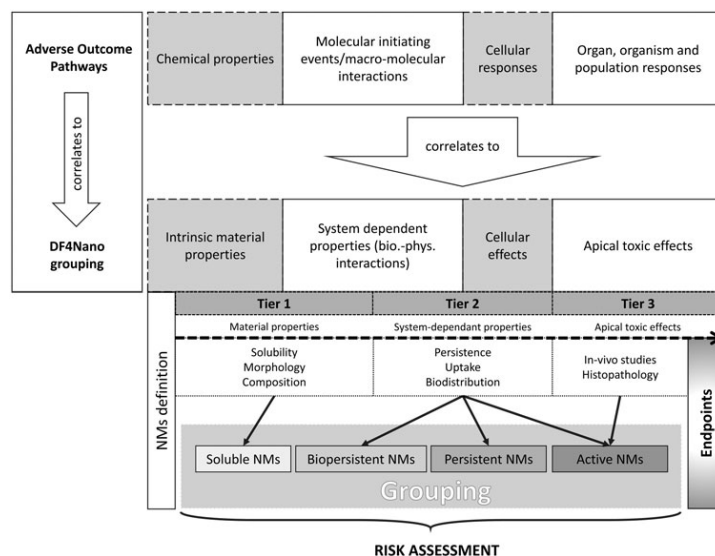 Adverse Outcome
Pathways
correlates to
DF4Nano
grouping
Chemical properties
Molecular initiating
events/macro-molecular
interactions
Cellular
responses
Organ, organism and
population responses
correlates to
Intrinsic material
properties
System dependent
properties (bio.-phys.
interactions)
Cellular
effects
Apical toxic effects
NMs definition
Tier 1
Tier 2
Tier 3
Material properties
System-dependant properties
Apical toxic effects
Solubility
Morphology
Composition
Persistence
Uptake
Biodistribution
In-vivo studies
Histopathology
Endpoints
Soluble NMs
Biopersistent NMs
Persistent NMs
Active NMs
Grouping
RISK ASSESSMENT